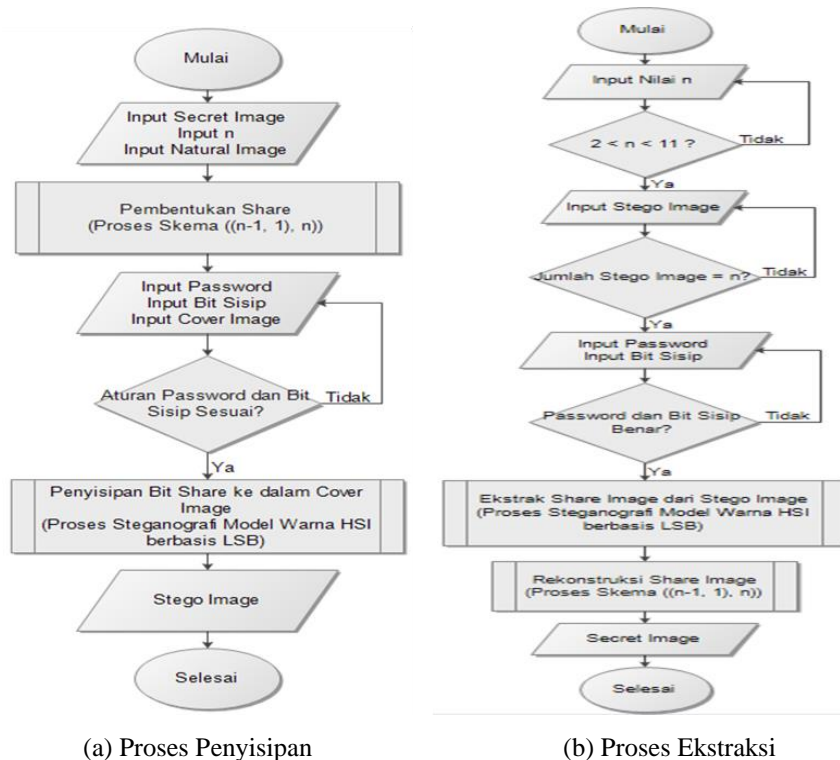 Mulai
Input Secret Image
Input n
Input Natural Image
Pembentukan Share
(Proses Skema ((n-1, 1), n))
Input Password
Input Bit Sisip
Input Cover Image
Aturan Password dan Bit
Sisip Sesuai?
Tidak
Ya
Penyisipan Bit Share ke dalam Cover
Image
(Proses Steganografi Model Warna HSI
berbasis LSB)
Stego Image
Selesai
(a) Proses Penyisipan
Mulai
Input Nilai n
2 < n < 11 ?
Tidak
Ya
Input Stego Image
Jumlah Stego Image = n?
Tidak
Ya
Input Password
Input Bit Sisip
Password dan Bit Sisip
Benar?
Tidak
Ya
Ekstrak Share Image dari Stego Image
(Proses Steganografi Model Warna HSI
berbasis LSB)
Rekonstruksi Share Image
(Proses Skema ((n-1, 1), n))
Secret Image
Selesai
(b) Proses Ekstraksi